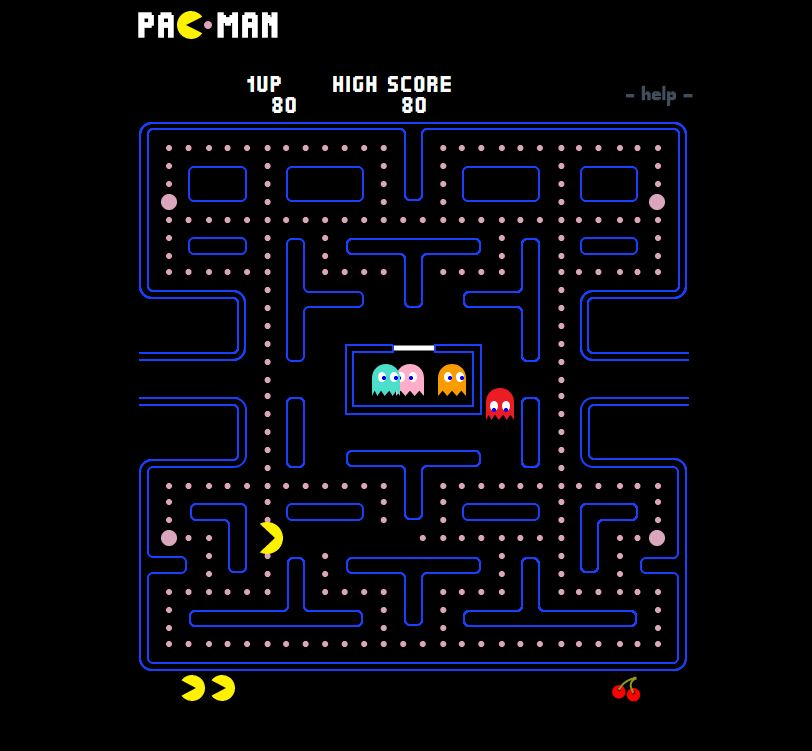 PAC-MAN
1UP HIGH SCORE
80 80
- help -